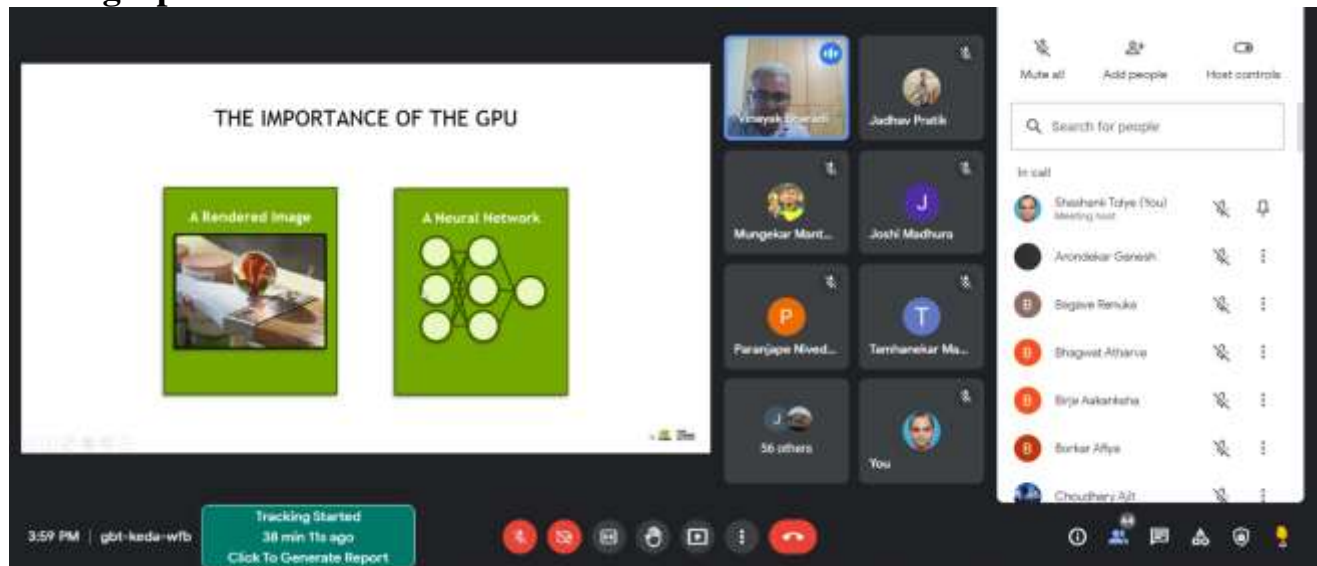 THE IMPORTANCE OF THE GPU
A Rendered Image
A Neural Network
Jadhav Pratik
Mungekar Mant...
J
Joshi Madhura
P
Paranjape Nived...
T
Tamhanekar Ma...
J
56 others
You
Mute all
Add people
Host controls
Search for people
In call
Shashank Tolye (You)
Meeting host
Arondekar Ganesh
B
Bagave Renuka
B
Bhagwat Atharva
B
Birje Aakanksha
B
Borkar Afiya
Choudhery Ajit
3:59 PM | gbt-keda-wfb
Tracking Started
38 min 11s ago
Click To Generate Report